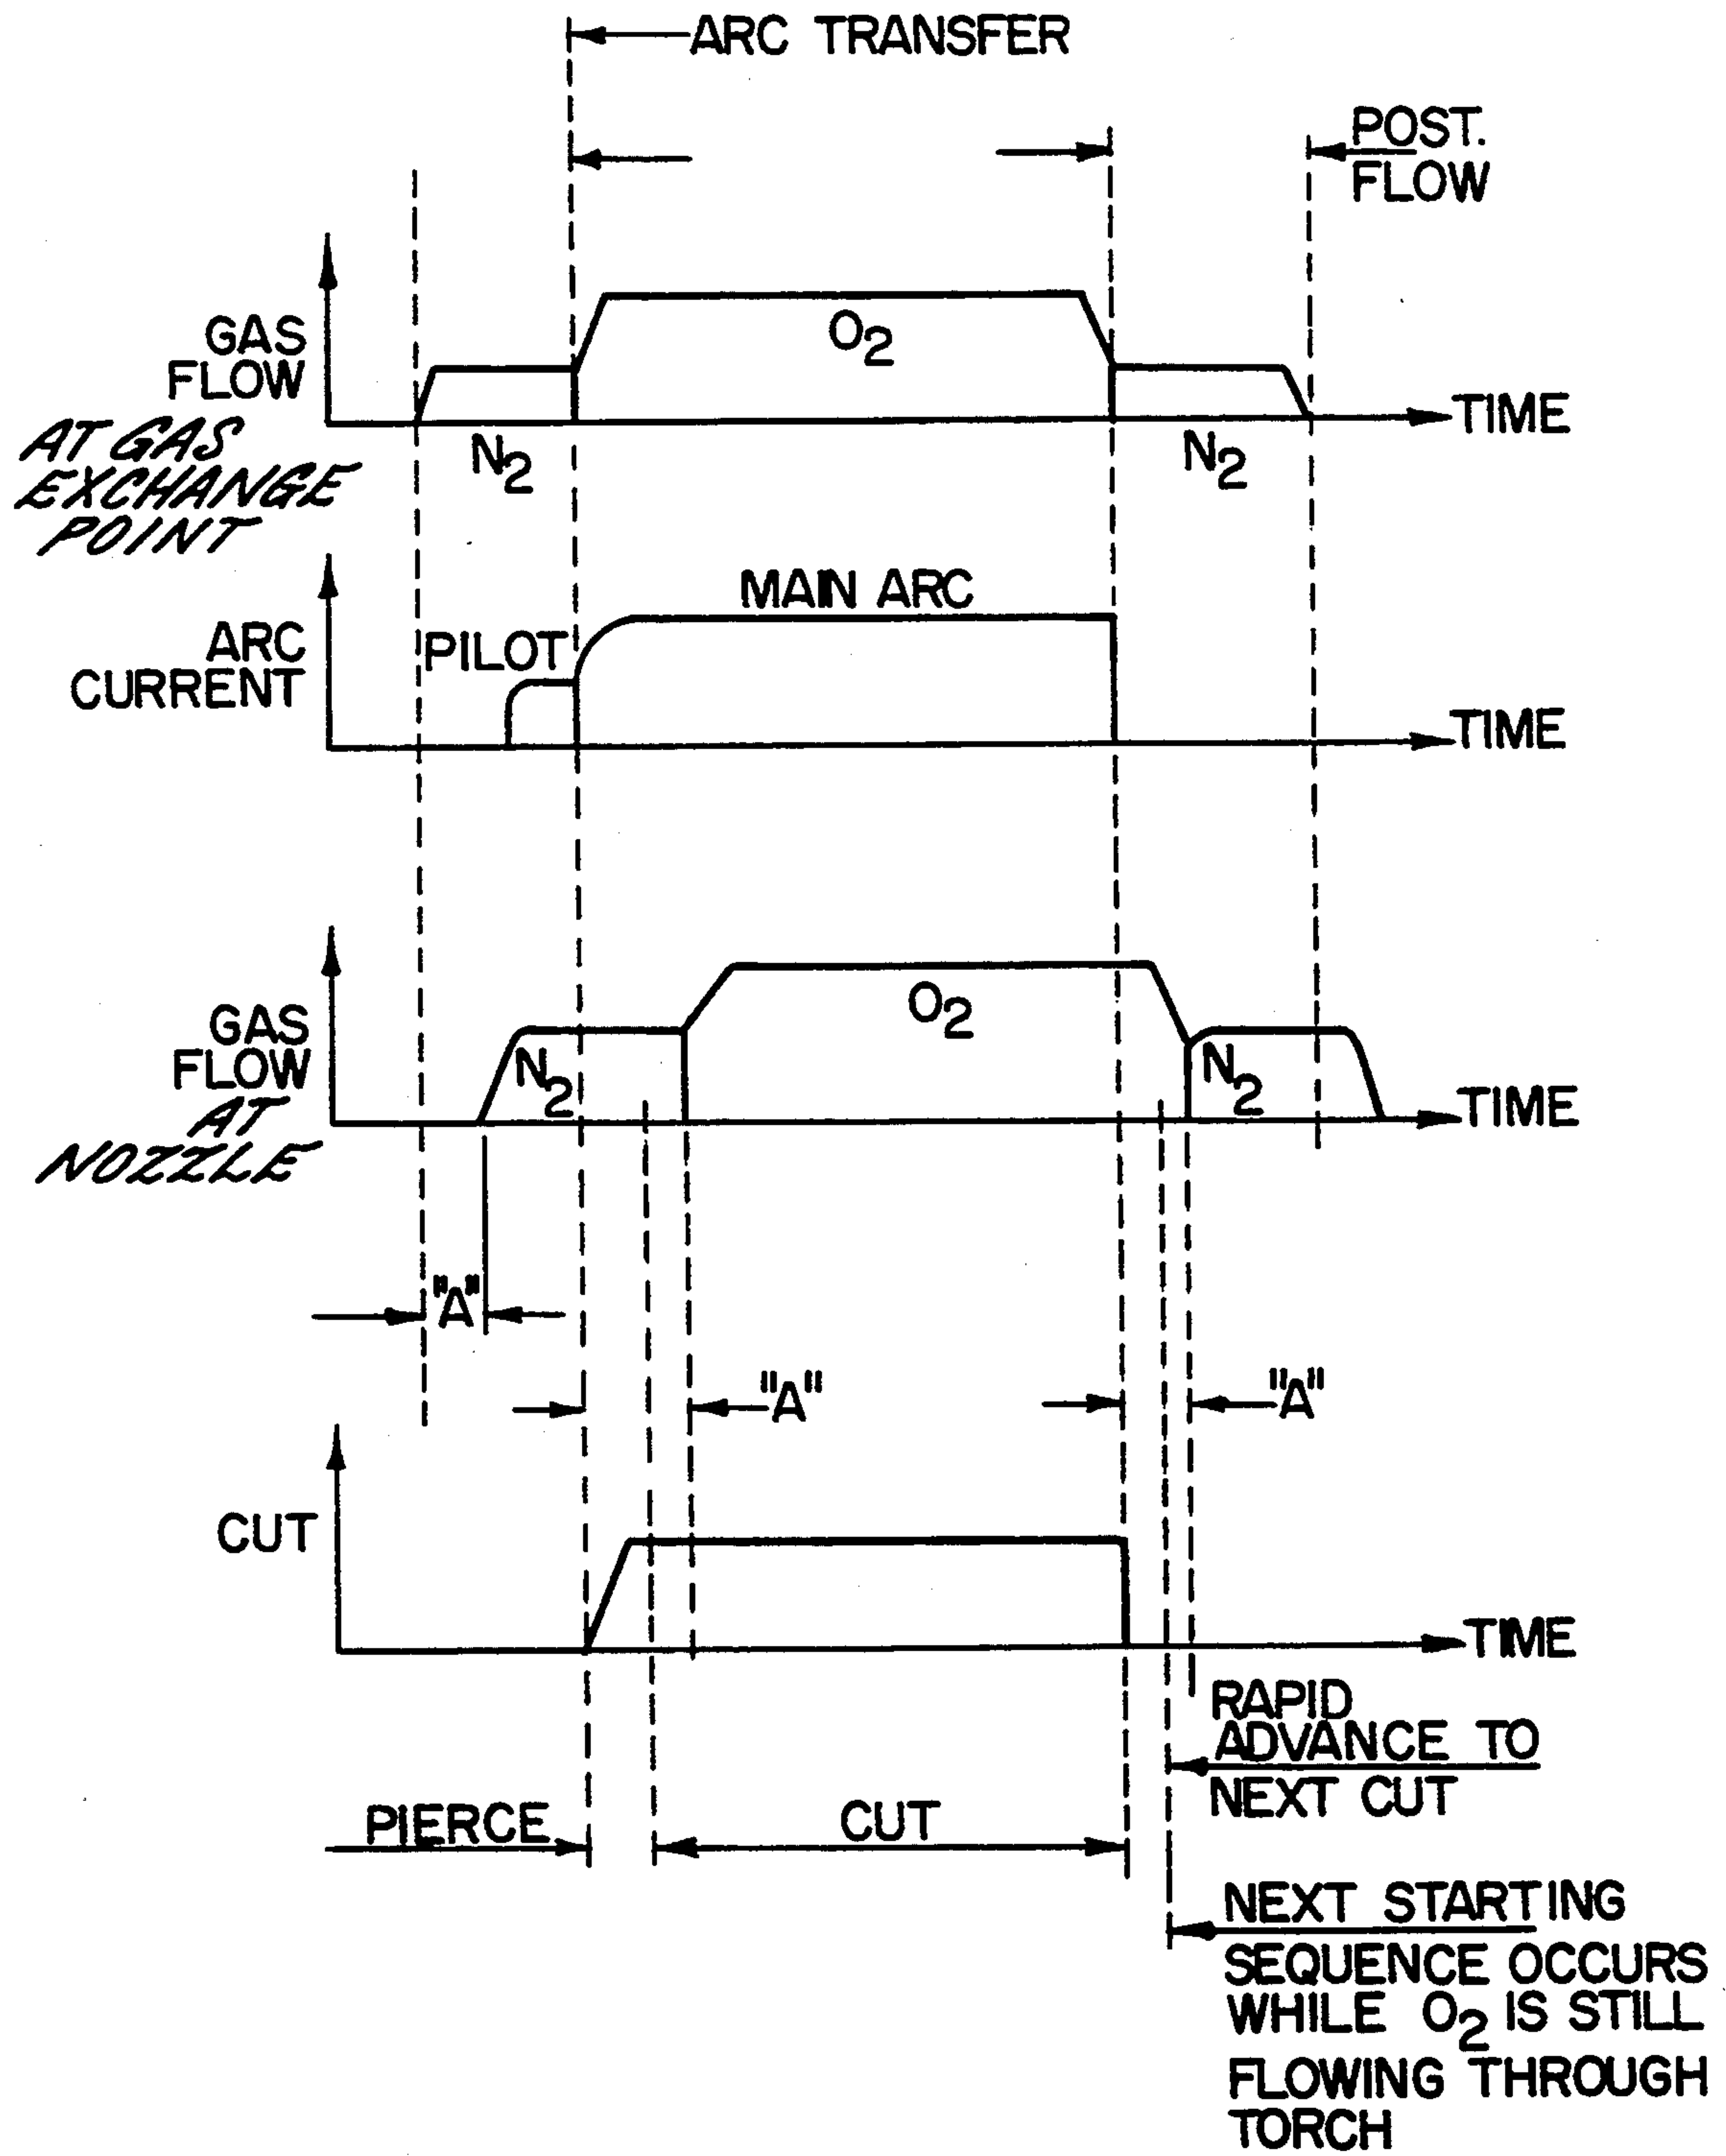 ARC TRANSFER
POST.
FLOW
GAS
FLOW
AT GAS
EXCHANGE
POINT
O2
N2
N2
TIME
MAIN ARC
PILOT
ARC
CURRENT
TIME
GAS
FLOW
AT
NOZZLE
N2
O2
N2
TIME
"A"
"A"
"A"
CUT
TIME
RAPID
ADVANCE TO
NEXT CUT
PIERCE
CUT
NEXT STARTING
SEQUENCE OCCURS
WHILE O2 IS STILL
FLOWING THROUGH
TORCH